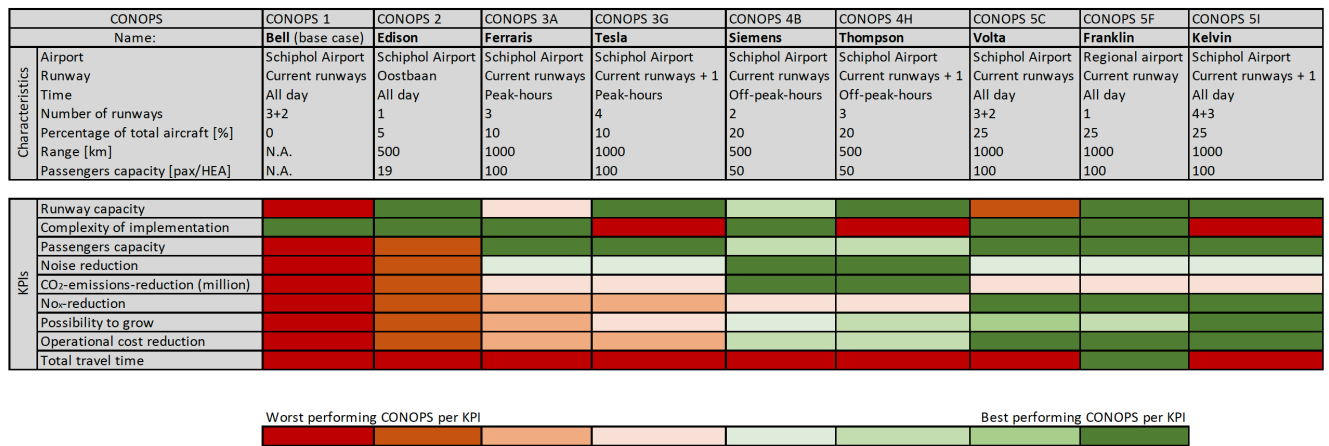 CONOPS CONOPS 1 CONOPS 2 CONOPS 3A CONOPS 3G CONOPS 4B CONOPS 4H CONOPS 5C CONOPS 5F CONOPS 5I
Name: Bell (base case) Edison Ferraris Tesla Siemens Thompson Volta Franklin Kelvin
Characteristics
Airport Schiphol Airport Schiphol Airport Schiphol Airport Schiphol Airport Schiphol Airport Schiphol Airport Schiphol Airport Regional airport Schiphol Airport
Runway Current runways Oostbaan Current runways Current runways + 1 Current runways Current runways + 1 Current runways Current runway Current runways + 1
Time All day All day Peak-hours Peak-hours Off-peak-hours Off-peak-hours All day All day All day
Number of runways 3+2 1 3 4 2 3 3+2 1 4+3
Percentage of total aircraft [%] 0 5 10 10 20 20 25 25 25
Range [km] N.A. 500 1000 1000 500 500 1000 1000 1000
Passengers capacity [pax/HEA] N.A. 19 100 100 50 50 100 100 100
KPIs
Runway capacity
Complexity of implementation
Passengers capacity
Noise reduction
CO₂-emissions-reduction (million)
Noₓ-reduction
Possibility to grow
Operational cost reduction
Total travel time
Worst performing CONOPS per KPI Best performing CONOPS per KPI